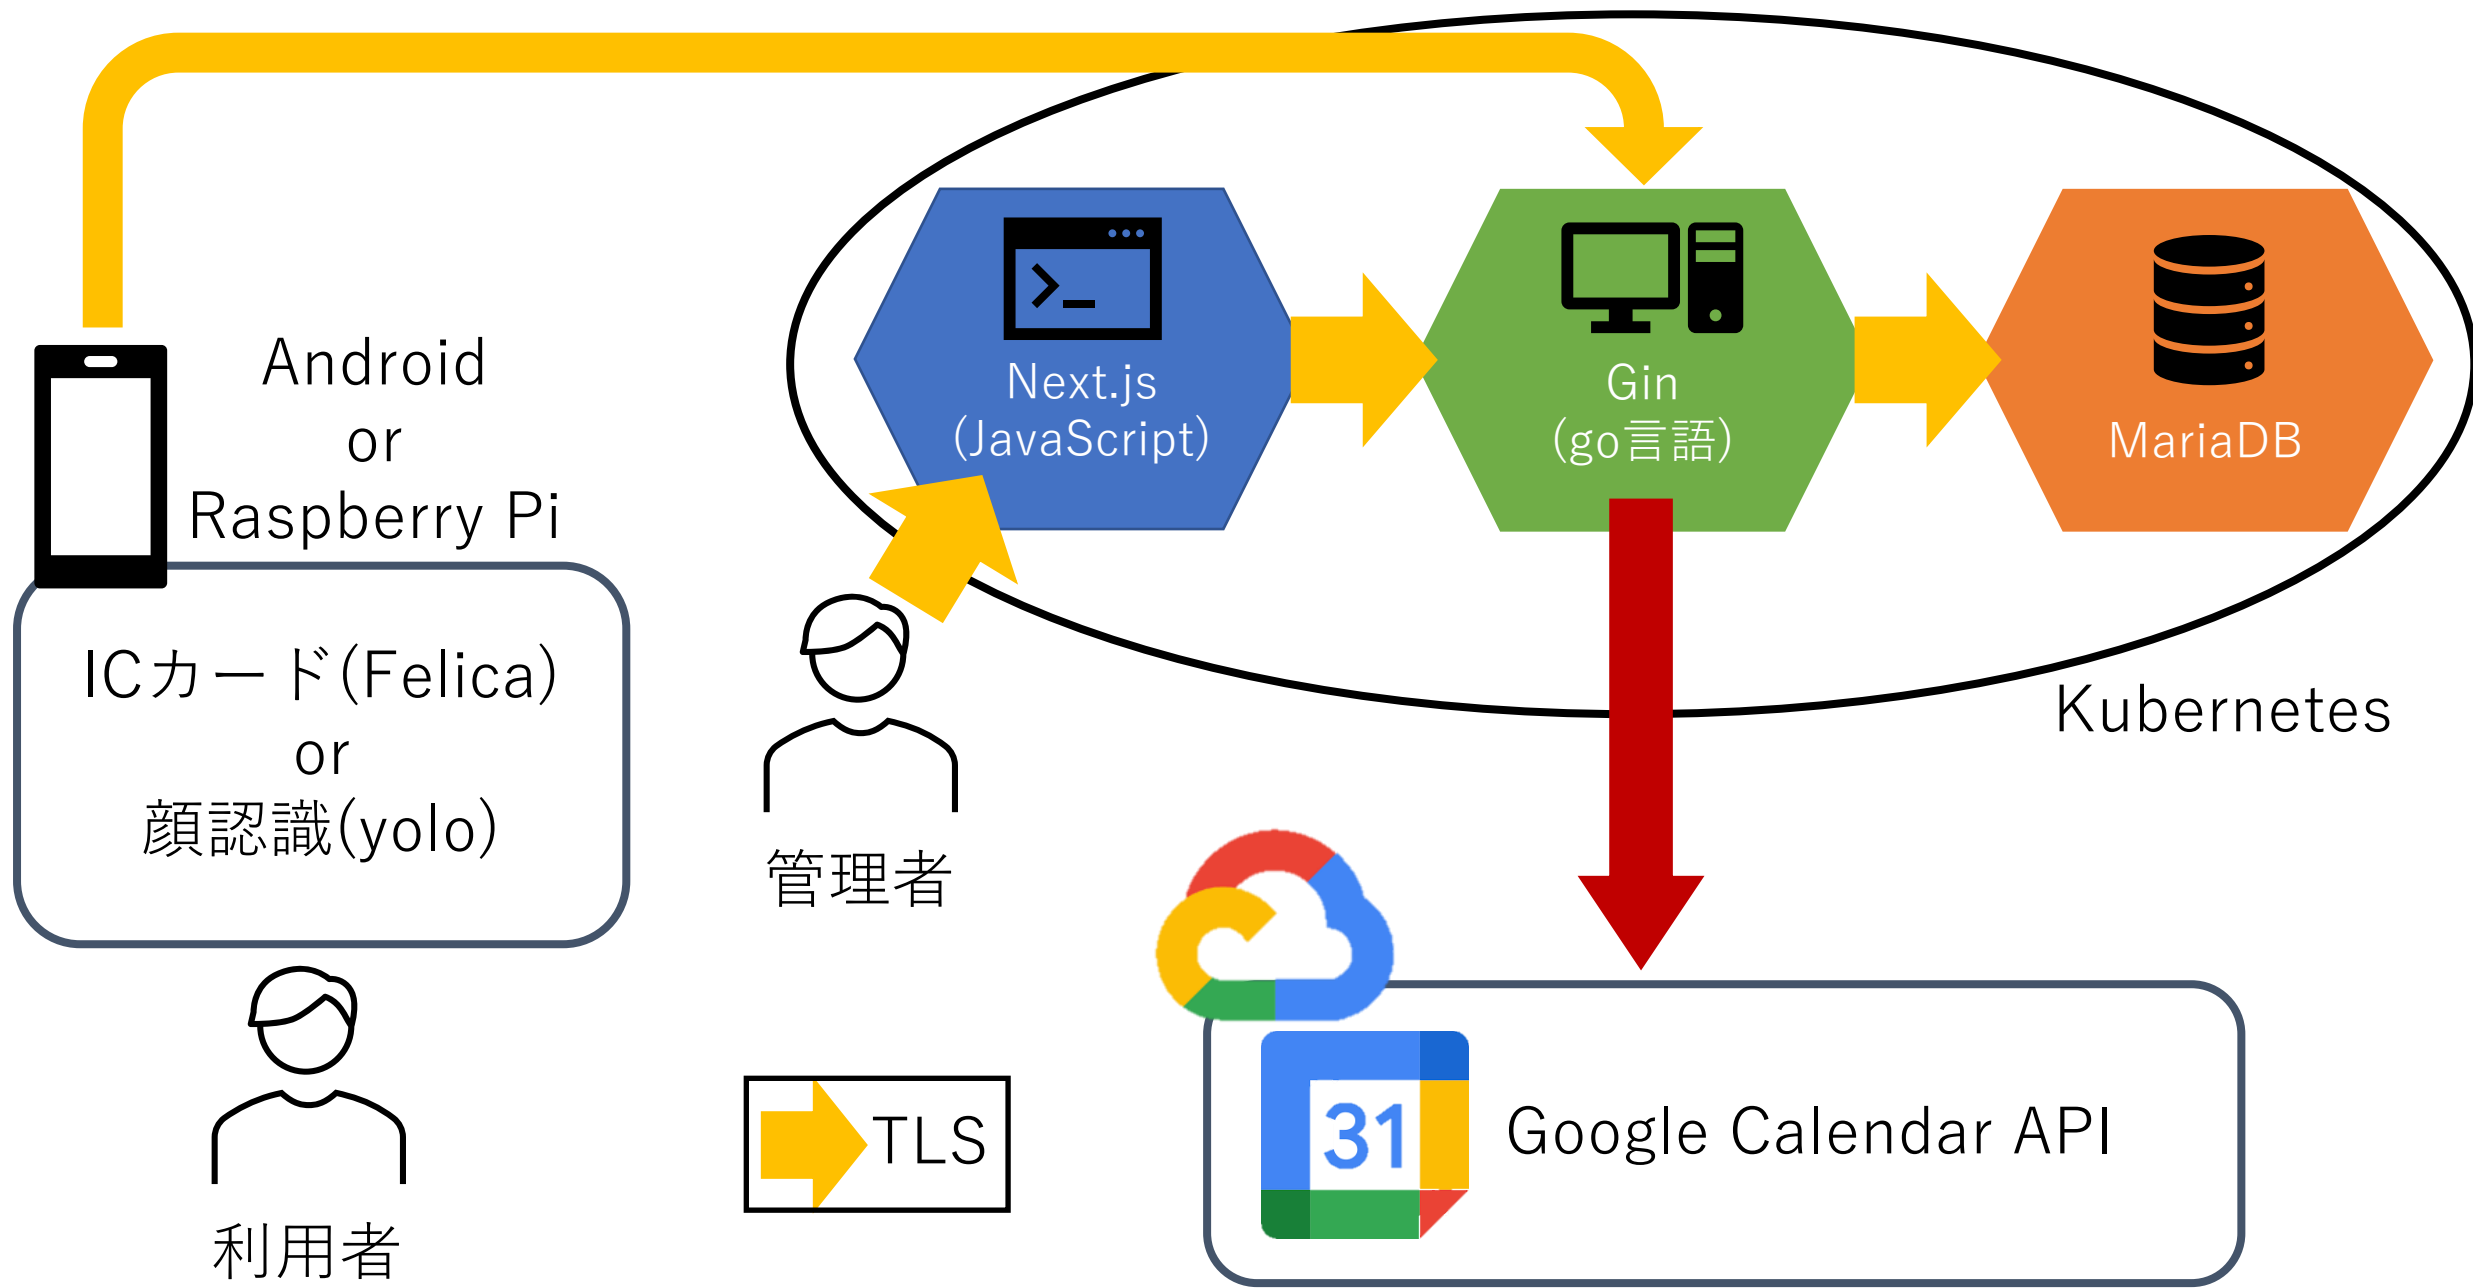 Android
or
Raspberry Pi
ICカード(Felica)
or
顔認識(yolo)
利用者
管理者
Next.js
(JavaScript)
Gin
(go言語)
MariaDB
Kubernetes
TLS
31
Google Calendar API